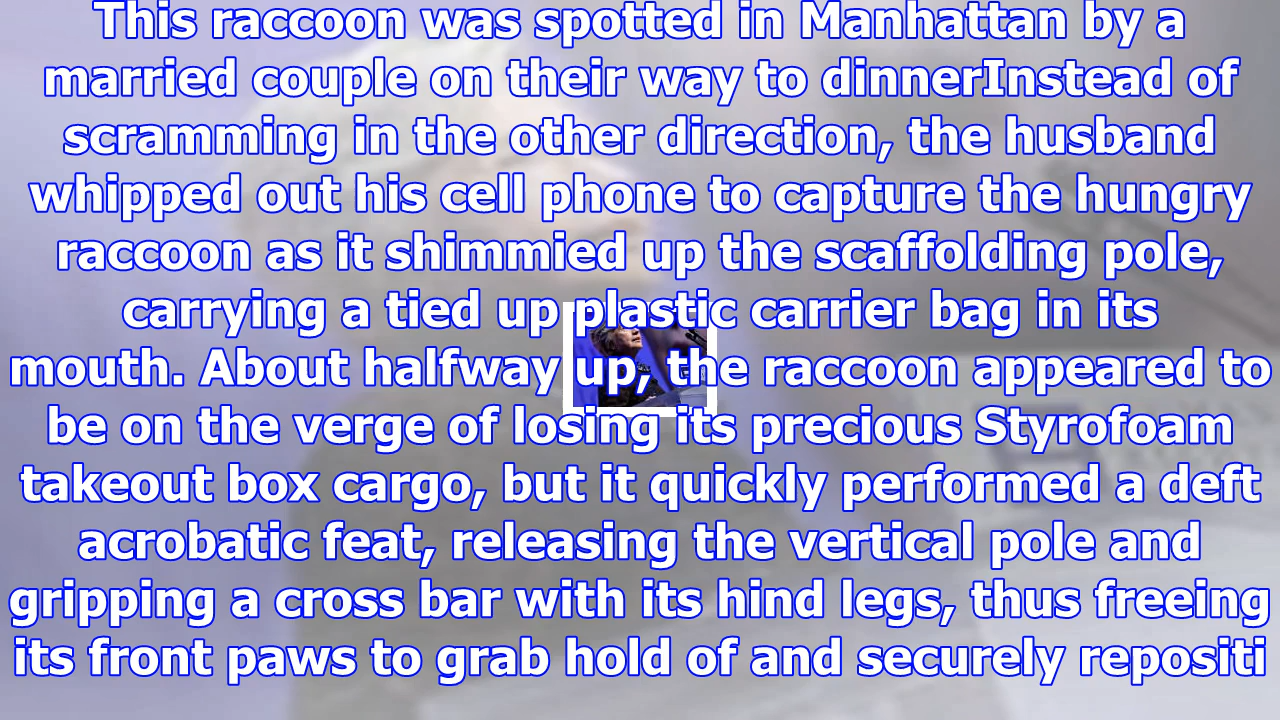 This raccoon was spotted in Manhattan by a
married couple on their way to dinnerInstead of
scramming in the other direction, the husband
whipped out his cell phone to capture the hungry
raccoon as it shimmied up the scaffolding pole,
carrying a tied up plastic carrier bag in its
mouth. About halfway up, the raccoon appeared to
be on the verge of losing its precious Styrofoam
takeout box cargo, but it quickly performed a deft
acrobatic feat, releasing the vertical pole and
gripping a cross bar with its hind legs, thus freeing
its front paws to grab hold of and securely repositi